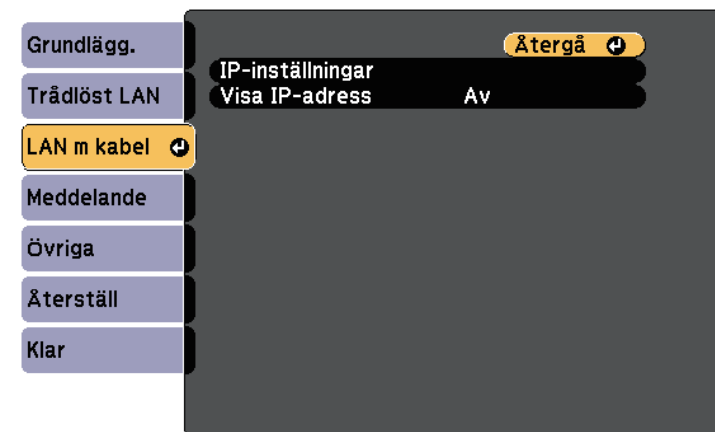 Grundlägg.
Trådlöst LAN
LAN m kabel
Meddelande
Övriga
Återställ
Klar
Återgå
IP-inställningar
Visa IP-adress Av